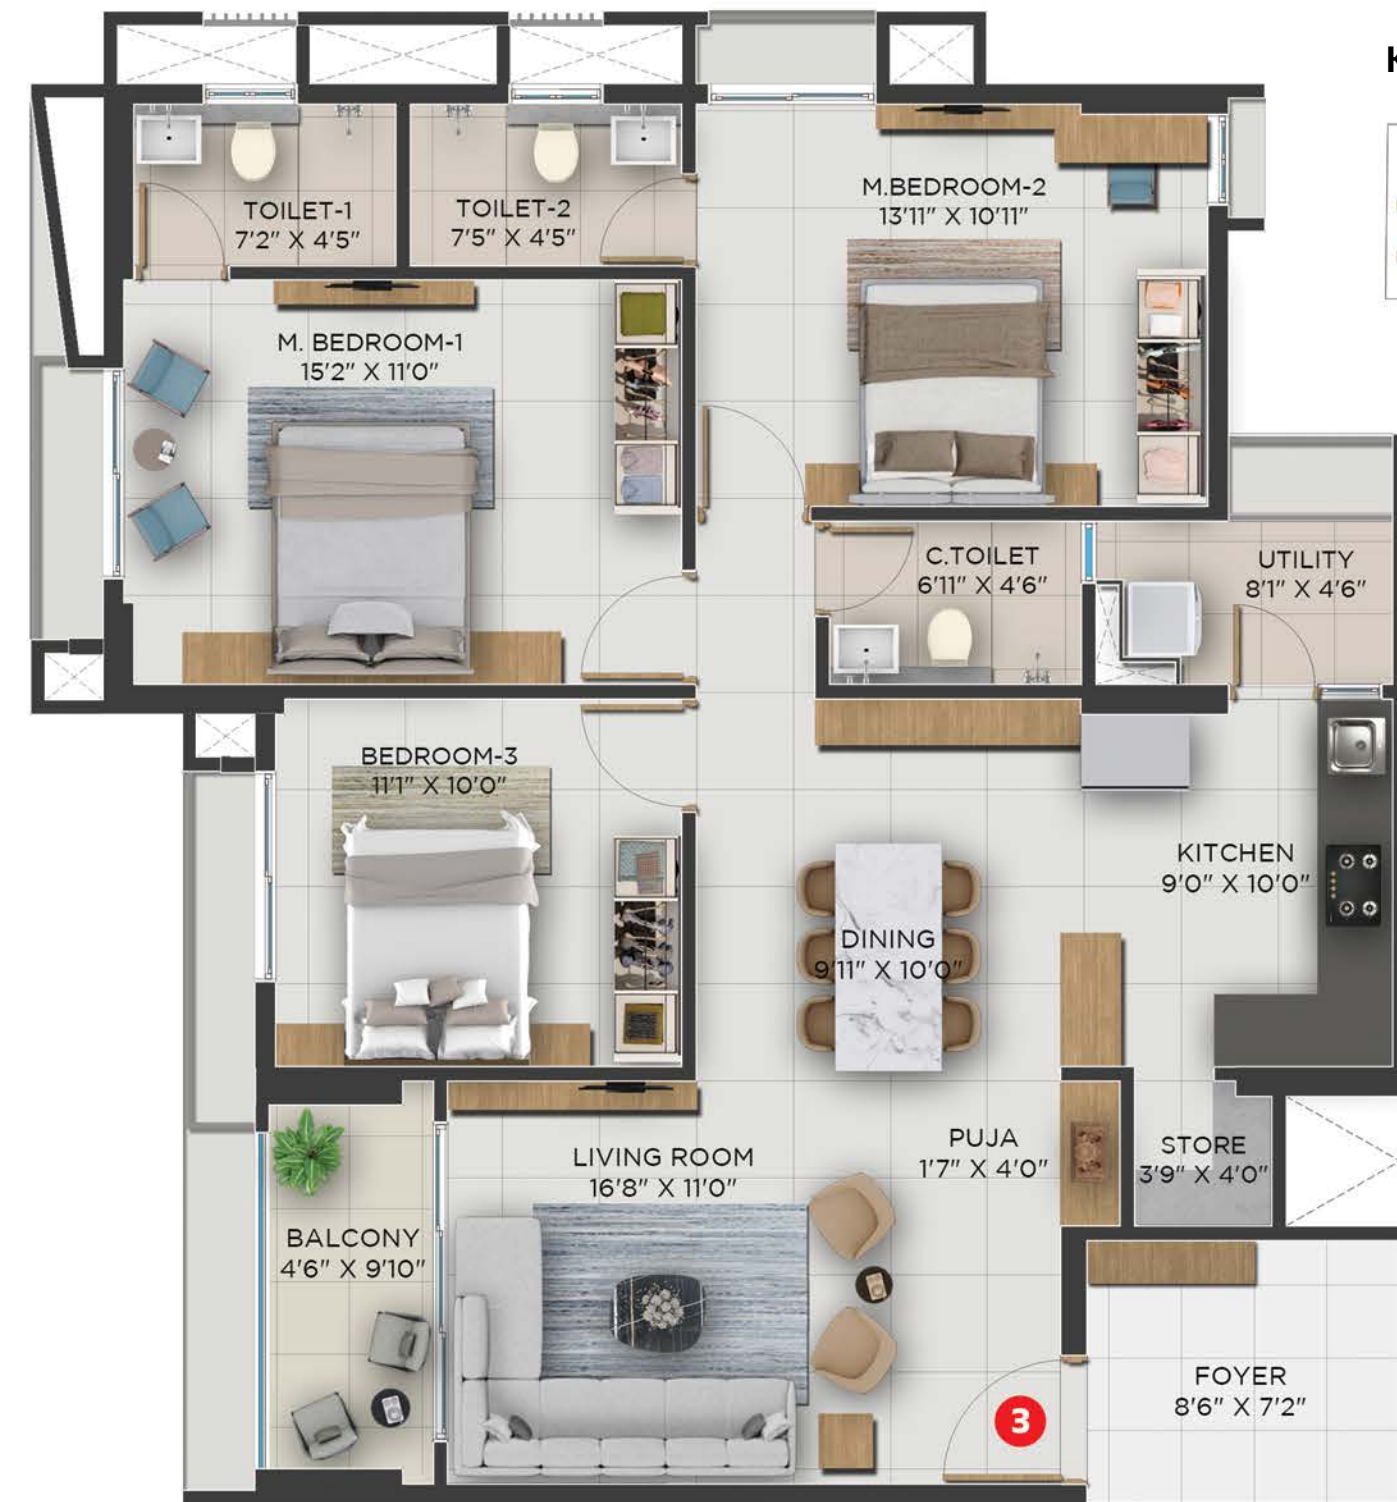 K
TOILET-1
7'2" X 4'5"
TOILET-2
7'5" X 4'5"
M.BEDROOM-2
13'11" X 10'11"
M. BEDROOM-1
15'2" X 11'0"
C.TOILET
6'11" X 4'6"
UTILITY
8'1" X 4'6"
BEDROOM-3
11'1" X 10'0"
KITCHEN
9'0" X 10'0"
DINING
9'11" X 10'0"
PUJA
1'7" X 4'0"
STORE
3'9" X 4'0"
LIVING ROOM
16'8" X 11'0"
BALCONY
4'6" X 9'10"
FOYER
8'6" X 7'2"
3